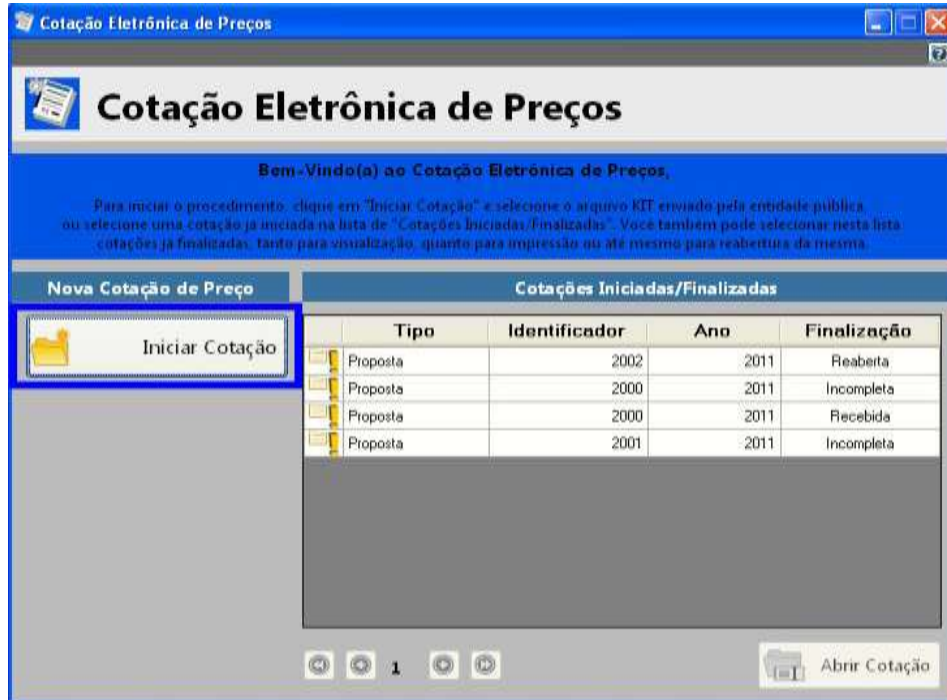 Cotação Eletrônica de Preços
Cotação Eletrônica de Preços
Bem-Vindo(a) ao Cotação Eletrônica de Preços,
Para iniciar o procedimento, clique em "Iniciar Cotação" e selecione o arquivo KIT enviado pela entidade pública,
ou selecione uma cotação já iniciada na lista de "Cotações Iniciadas/Finalizadas". Você também pode selecionar nesta lista
cotações já finalizadas, tanto para visualização, quanto para impressão ou até mesmo para reabertura da mesma.
Nova Cotação de Preço
Cotações Iniciadas/Finalizadas
Iniciar Cotação
Tipo Identificador Ano Finalização
Proposta 2002 2011 Reaberta
Proposta 2000 2011 Incompleta
Proposta 2000 2011 Recebida
Proposta 2001 2011 Incompleta
1
Abrir Cotação